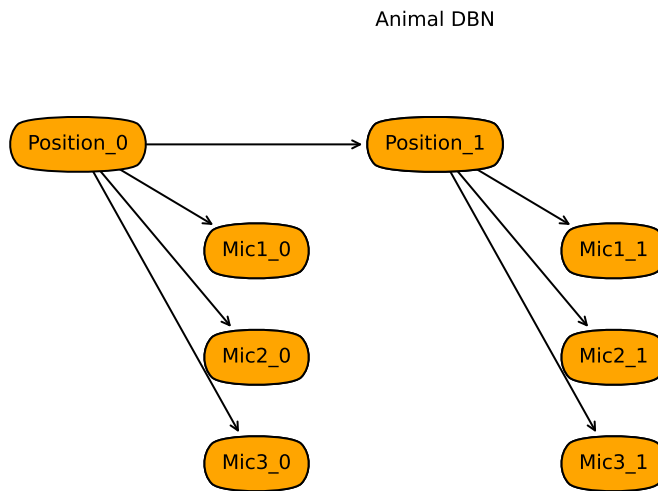 Animal DBN
Position_0
Position_1
Mic1_0
Mic1_1
Mic2_0
Mic2_1
Mic3_0
Mic3_1